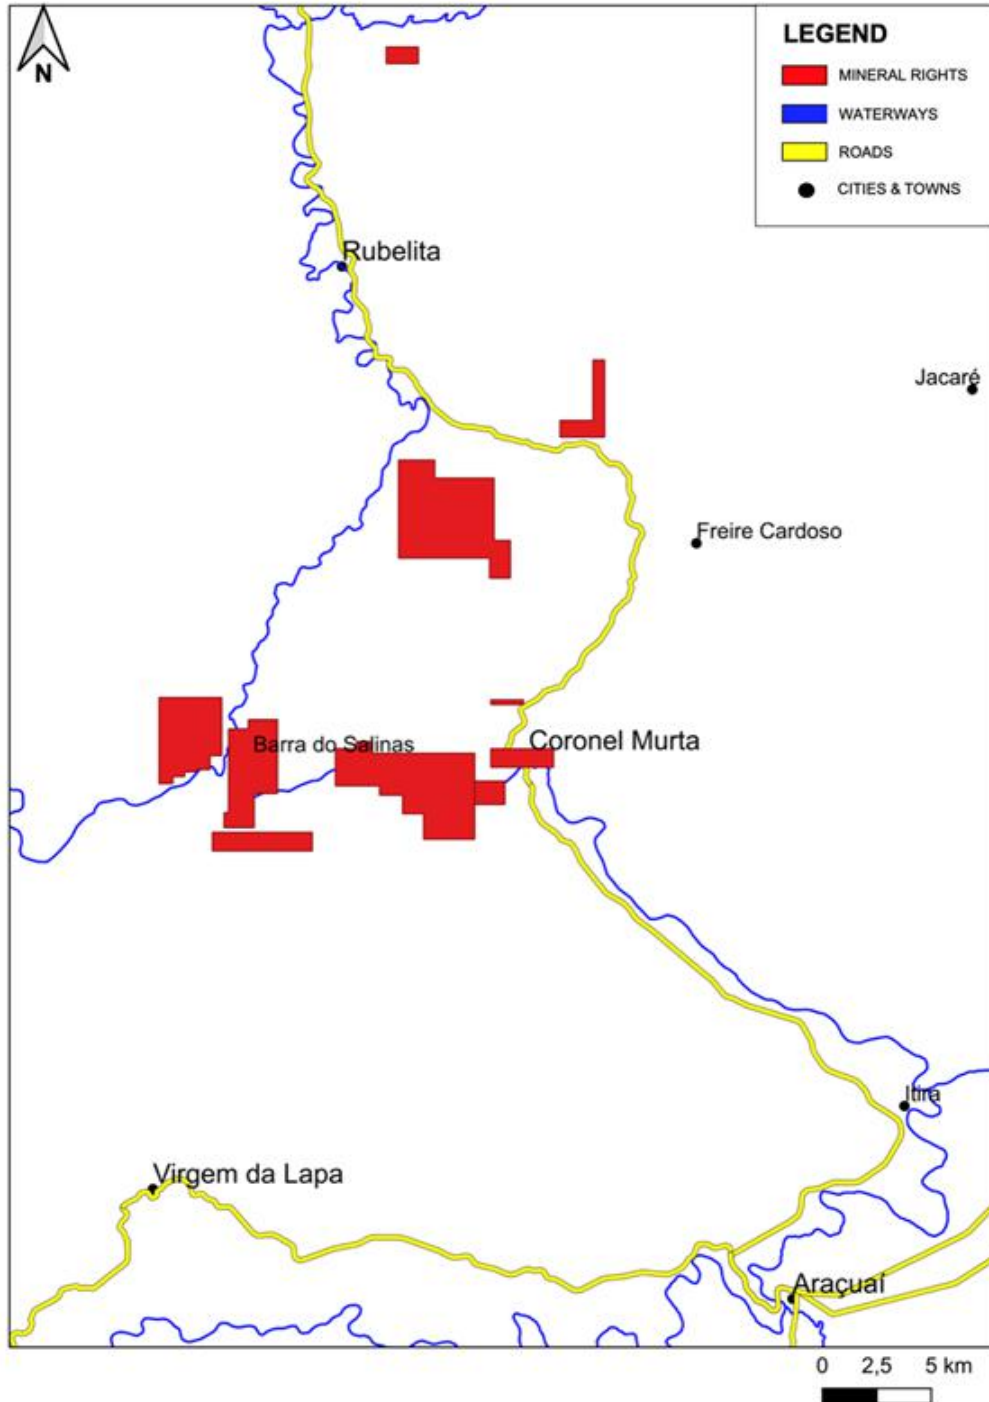 N
LEGEND
MINERAL RIGHTS
WATERWAYS
ROADS
CITIES & TOWNS
Rubelita
Jacaré
Freire Cardoso
Coronel Murta
Barra do Salinas
Itira
Virgem da Lapa
Araçuaí
0 2,5 5 km